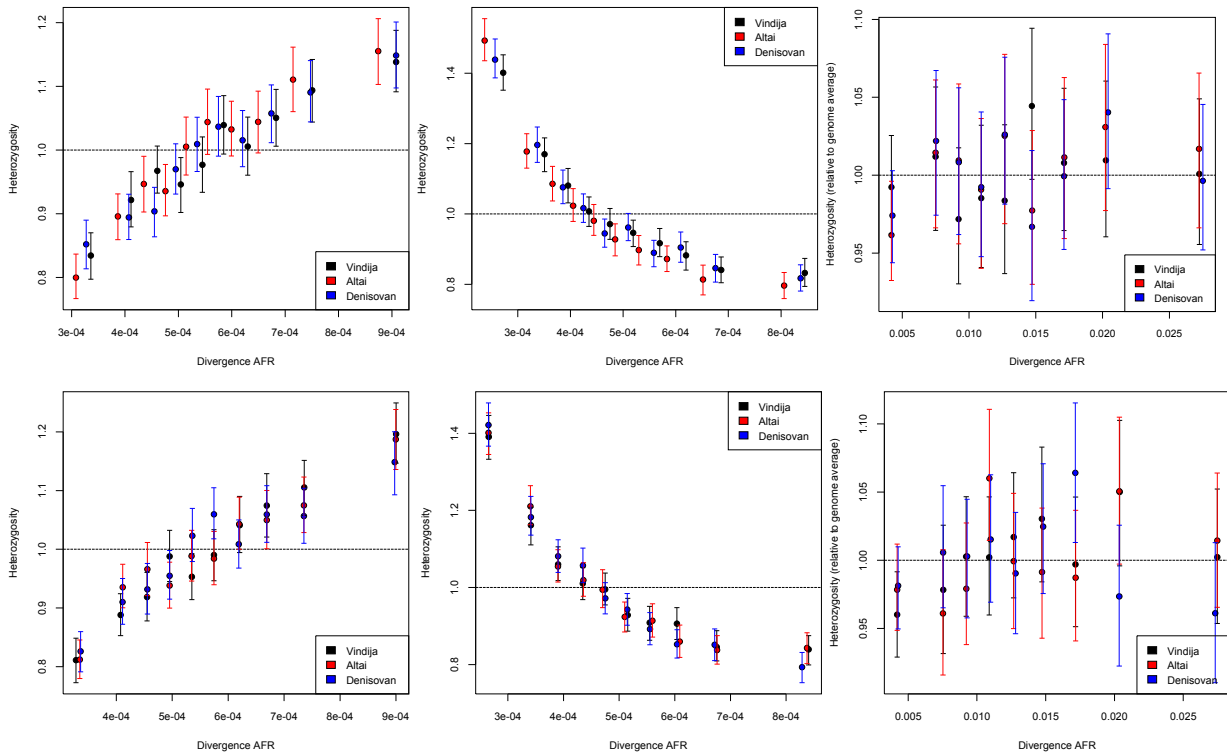 Heterozygosity
1.2
1.1
1.0
0.9
0.8
Vindija
Altai
Denisovan
3e-04 4e-04 5e-04 6e-04 7e-04 9e-04
Divergence AFR
Heterozygosity
1.4
1.2
1.0
0.8
Vindija
Altai
Denisovan
3e-04 4e-04 5e-04 6e-04 7e-04 8e-04
Divergence AFR
Heterozygosity (relative to genome average)
1.10
1.05
1.00
0.95
Vindija
Altai
Denisovan
0.005 0.010 0.015 0.020 0.025
Divergence AFR
Heterozygosity
1.2
1.1
1.0
0.9
0.8
Vindija
Altai
Denisovan
4e-04 5e-04 6e-04 7e-04 9e-04
Divergence AFR
Heterozygosity
1.4
1.2
1.0
0.8
Vindija
Altai
Denisovan
3e-04 4e-04 5e-04 6e-04 7e-04 8e-04
Divergence AFR
Heterozygosity (relative to genome average)
1.10
1.05
1.00
0.95
Vindija
Altai
Denisovan
0.005 0.010 0.015 0.020 0.025
Divergence AFR